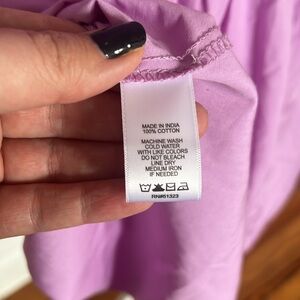 MADE IN INDIA
100% COTTON
MACHINE WASH
COLD WATER
WITH LIKE COLORS
DO NOT BLEACH
LINE DRY
MEDIUM IRON
IF NEEDED
RN#51323